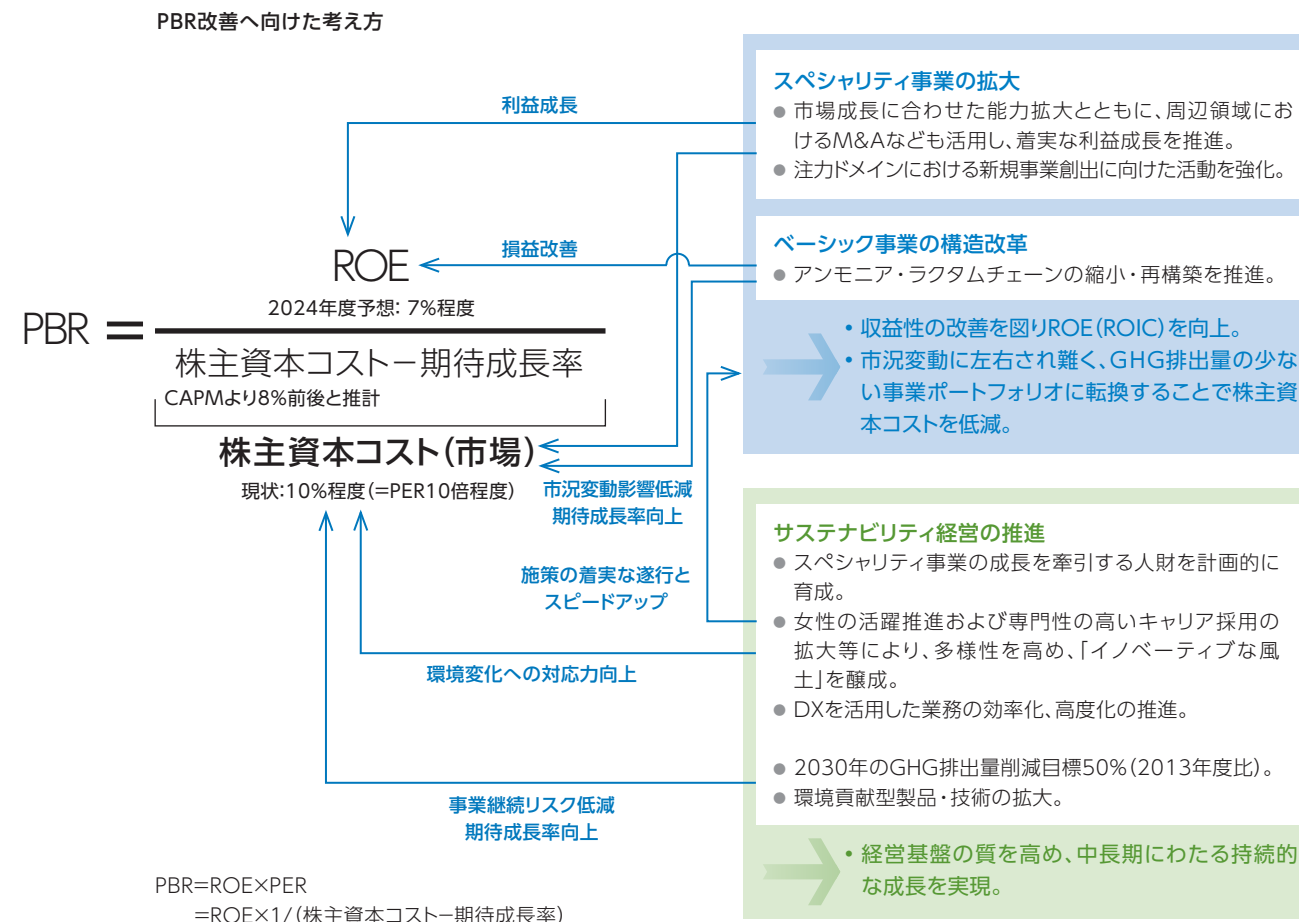 PBR改善へ向けた考え方
PBR =
ROE
2024年度予想: 7%程度
株主資本コスト－期待成長率
CAPMより8%前後と推計
株主資本コスト(市場)
現状:10%程度(=PER10倍程度)
利益成長
損益改善
市況変動影響低減
期待成長率向上
施策の着実な遂行と
スピードアップ
環境変化への対応力向上
事業継続リスク低減
期待成長率向上
スペシャリティ事業の拡大
● 市場成長に合わせた能力拡大とともに、周辺領域にお
けるM&Aなども活用し、着実な利益成長を推進。
● 注力ドメインにおける新規事業創出に向けた活動を強化。
ベーシック事業の構造改革
● アンモニア・ラクタムチェーンの縮小・再構築を推進。
• 収益性の改善を図りROE(ROIC)を向上。
• 市況変動に左右され難く、GHG排出量の少な
い事業ポートフォリオに転換することで株主資
本コストを低減。
サステナビリティ経営の推進
● スペシャリティ事業の成長を牽引する人財を計画的に
育成。
● 女性の活躍推進および専門性の高いキャリア採用の
拡大等により、多様性を高め、「イノベーティブな風
土」を醸成。
● DXを活用した業務の効率化、高度化の推進。
● 2030年のGHG排出量削減目標50%(2013年度比)。
● 環境貢献型製品・技術の拡大。
• 経営基盤の質を高め、中長期にわたる持続的
な成長を実現。
PBR=ROE×PER
=ROE×1/(株主資本コスト−期待成長率)